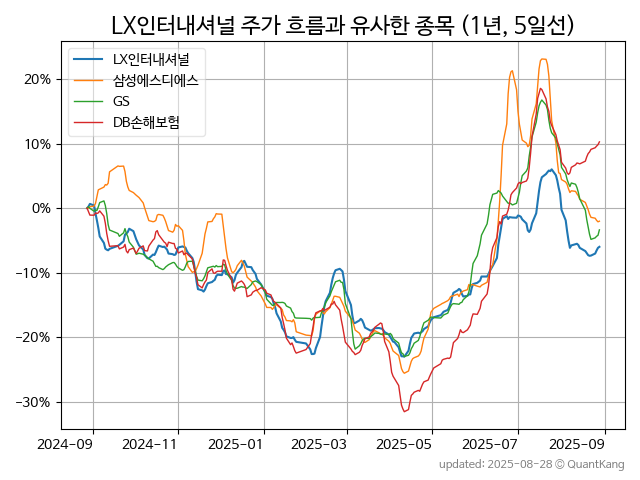 LX인터내셔널 주가 흐름과 유사한 종목 (1년, 5일선)
LX인터내셔널
삼성에스디에스
GS
DB손해보험
20%
10%
0%
−10%
−20%
−30%
2024-09 2024-11 2025-01 2025-03 2025-05 2025-07 2025-09
updated: 2025-08-28 © QuantKang